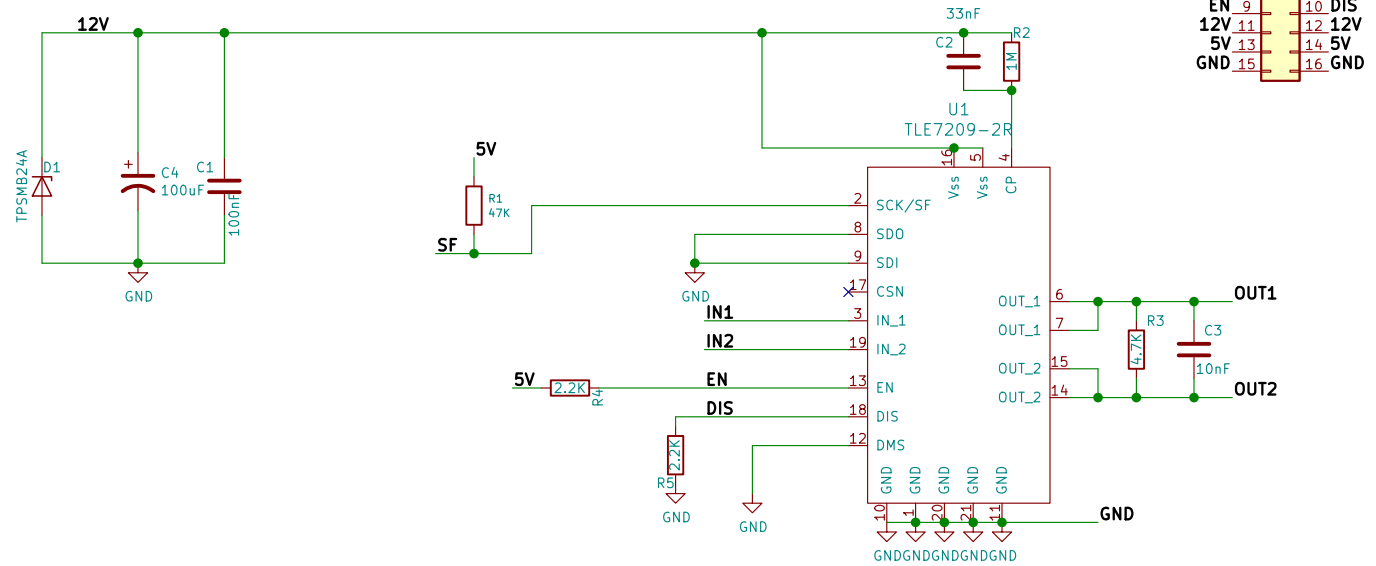 EN 9 10 DIS
12V 11 12 12V
5V 13 14 5V
GND 15 16 GND
12V
33nF
C2
R2
1M
U1
TLE7209-2R
16 5 4
Vss Vss CP
TPSMB24A
D1
+
C4
100uF
C1
100nF
GND
5V
R1
47K
SF
2 SCK/SF
8 SDO
9 SDI
GND
17 CSN
IN1 3 IN_1
IN2 19 IN_2
5V 2.2K R4 EN 13 EN
DIS 18 DIS
12 DMS
2.2K
R5
GND
GND
OUT_1 6 OUT1
OUT_1 7
OUT_2 15
OUT_2 14 OUT2
R3
4.7K
C3
10nF
GND GND GND GND GND
10 1 20 21 11
GND
GND GND GND GND GND